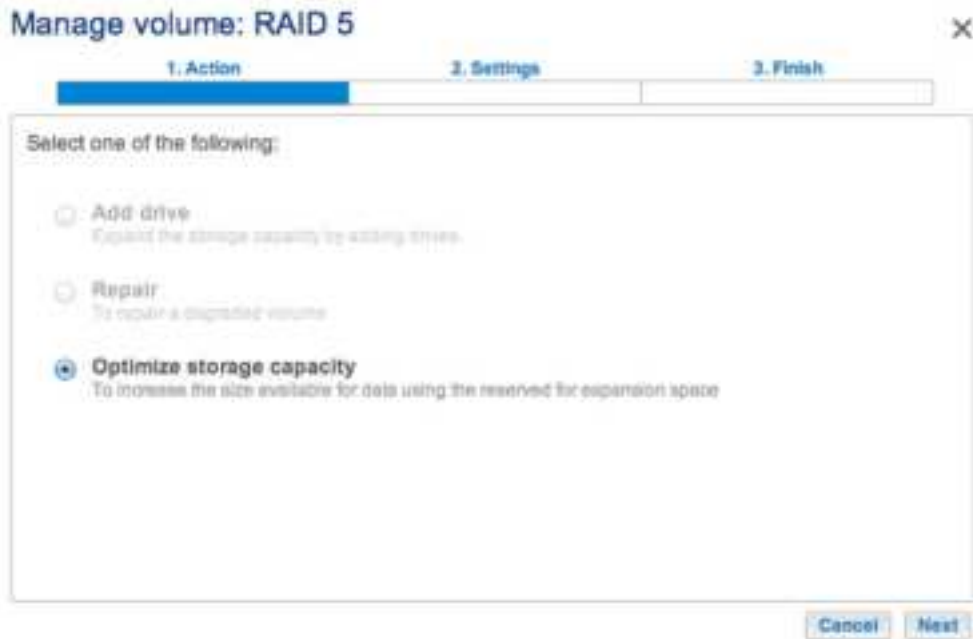 Manage volume: RAID 5
1. Action
2. Settings
3. Finish
Select one of the following:
Add drive
Expand the storage capacity by adding drives
Repair
To repair a degraded volume
Optimize storage capacity
To increase the size available for data using the reserved for expansion space
Cancel
Next